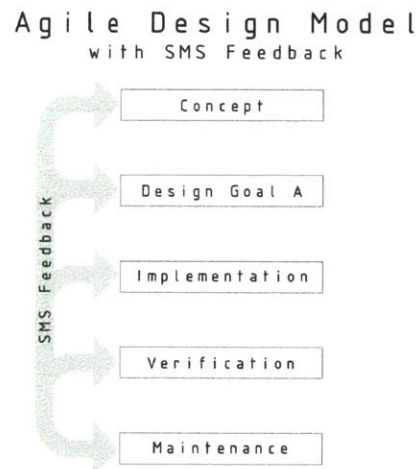 Agile Design Model
with SMS Feedback
Concept
Design Goal A
Implementation
Verification
Maintenance
SMS Feedback